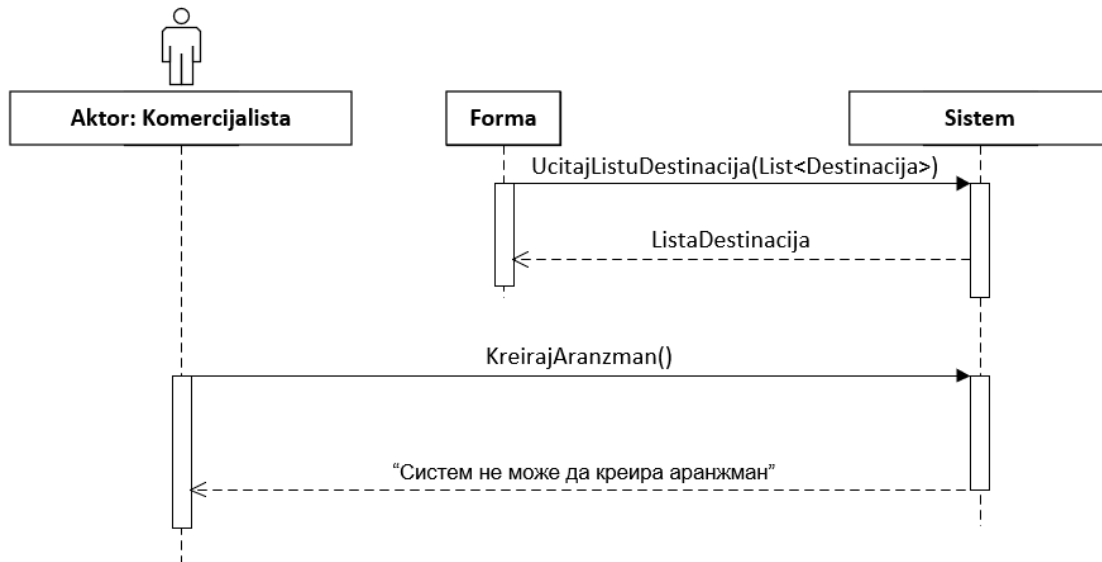 Aktor: Komercijalista
Forma
Sistem
UcitajListuDestinacija(List<Destinacija>)
ListaDestinacija
KreirajAranzman()
“Систем не може да креира аранжман”